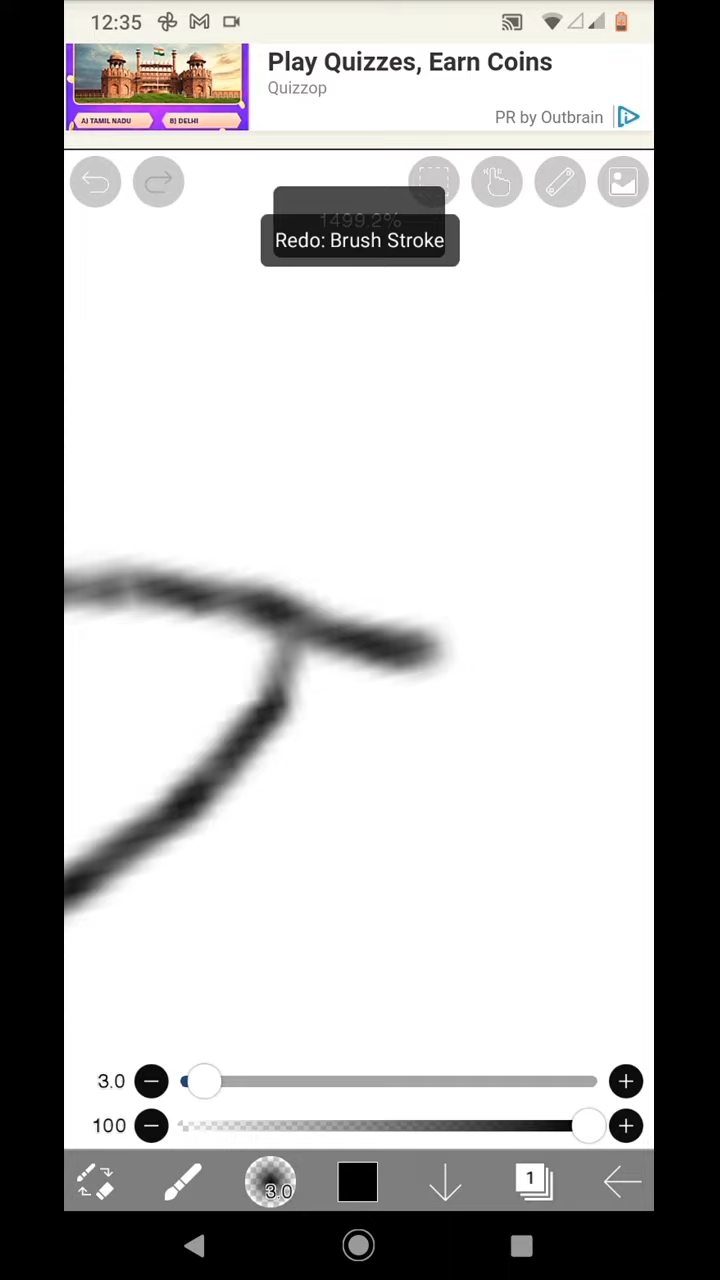 12:35
Play Quizzes, Earn Coins
Quizzop
A) TAMIL NADU B) DELHI
PR by Outbrain
1499.2%
Redo: Brush Stroke
3.0
100
3.0
1